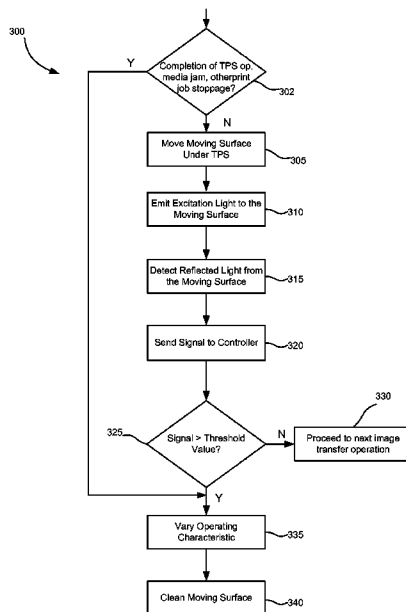 300
Completion of TPS op,
media jam, otherprint
job stoppage?
302
Y
N
Move Moving Surface
Under TPS
305
Emit Excitation Light to the
Moving Surface
310
Detect Reflected Light from
the Moving Surface
315
Send Signal to Controller
320
325
Signal > Threshold
Value?
N
330
Proceed to next image
transfer operation
Y
Vary Operating
Characteristic
335
Clean Moving Surface
340